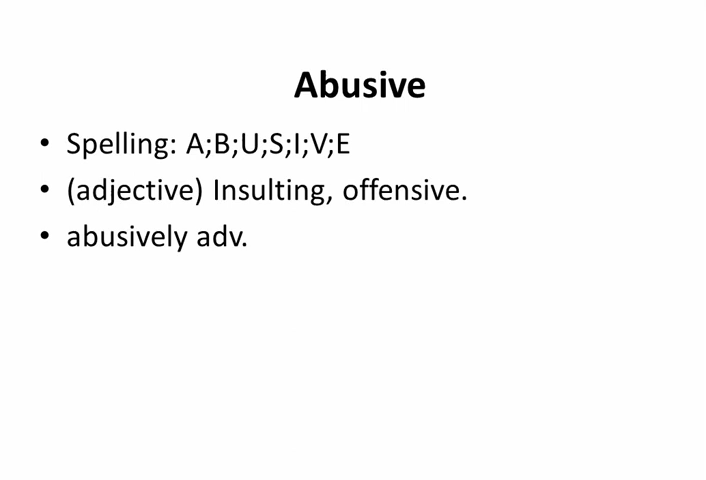 Abusive
• Spelling: A;B;U;S;I;V;E
• (adjective) Insulting, offensive.
• abusively adv.